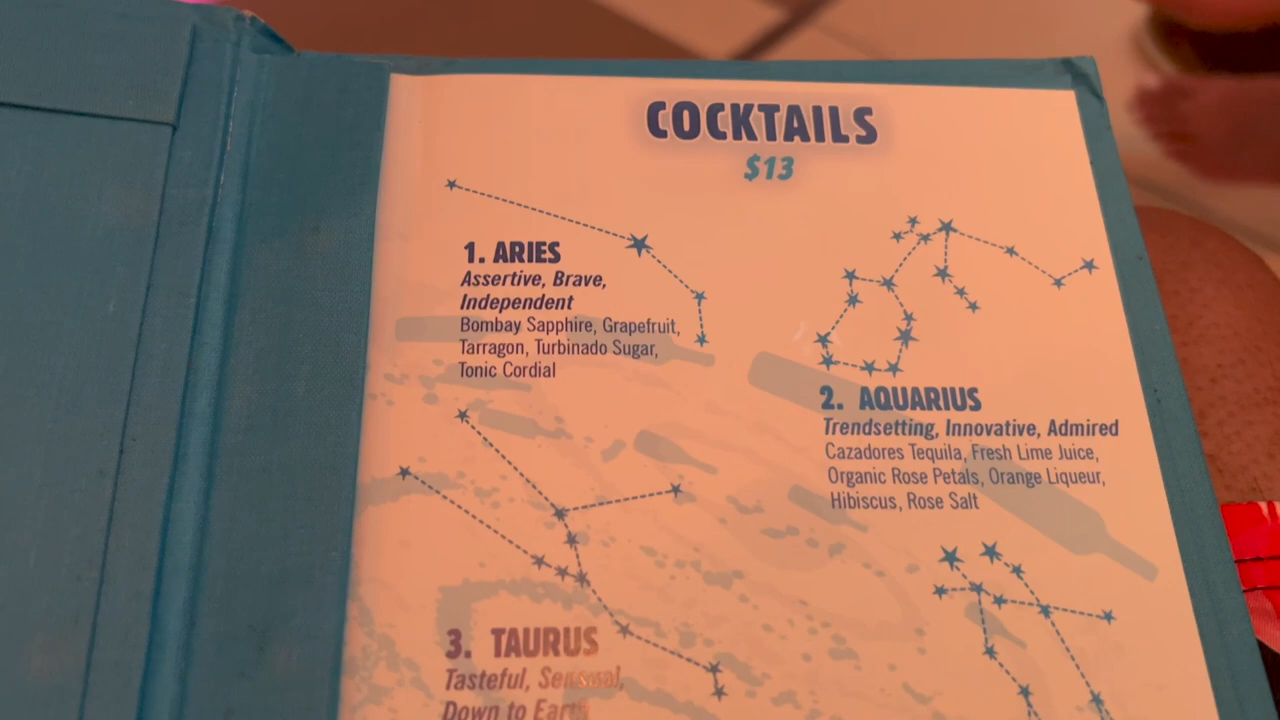 COCKTAILS
$13
1. ARIES
Assertive, Brave,
Independent
Bombay Sapphire, Grapefruit,
Tarragon, Turbinado Sugar,
Tonic Cordial
2. AQUARIUS
Trendsetting, Innovative, Admired
Cazadores Tequila, Fresh Lime Juice,
Organic Rose Petals, Orange Liqueur,
Hibiscus, Rose Salt
3. TAURUS
Tasteful, Sensual,
Down to Earth